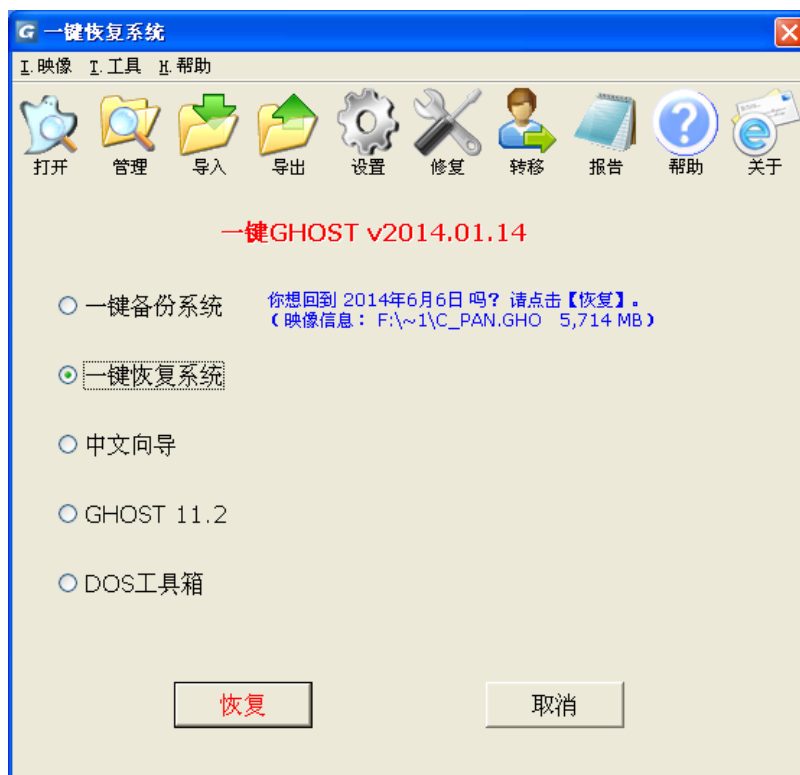 一键恢复系统
I.映像 T.工具 H.帮助
打开 管理 导入 导出 设置 修复 转移 报告 帮助 关于
一键GHOST v2014.01.14
一键备份系统
你想回到 2014年6月6日 吗？请点击【恢复】。
（映像信息： F:\~1\C_PAN.GHO 5,714 MB）
一键恢复系统
中文向导
GHOST 11.2
DOS工具箱
恢复 取消